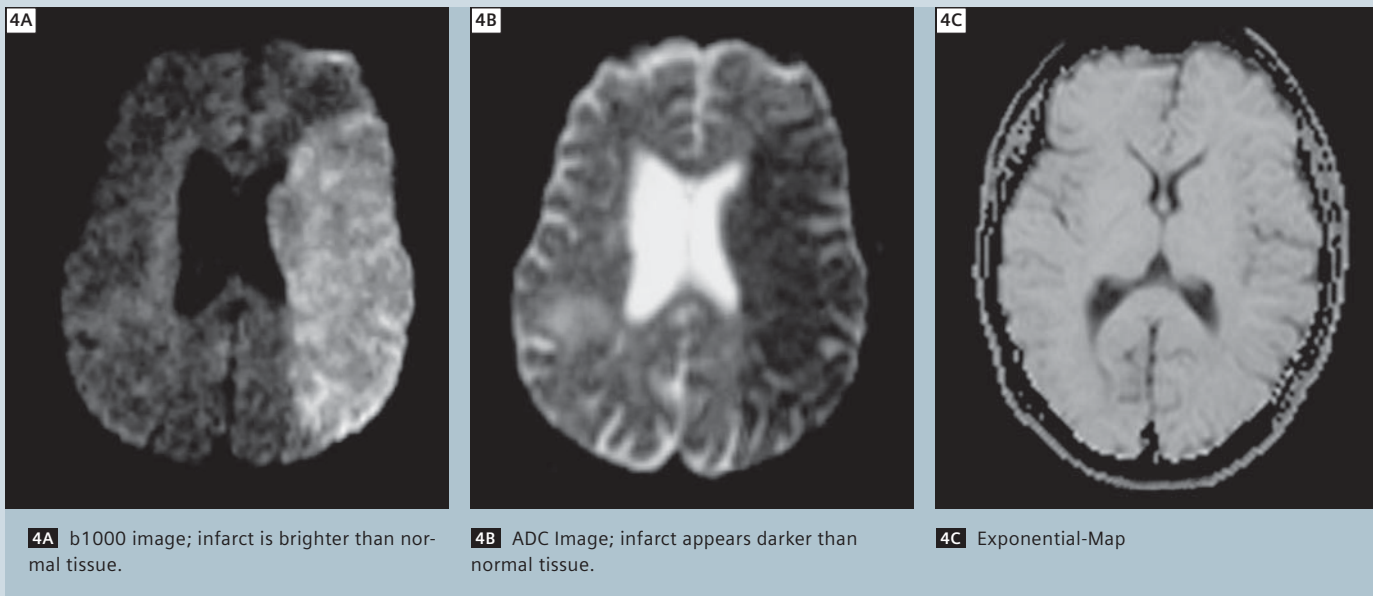 4A
4B
4C
4A b1000 image; infarct is brighter than nor-
mal tissue.
4B ADC Image; infarct appears darker than
normal tissue.
4C Exponential-Map